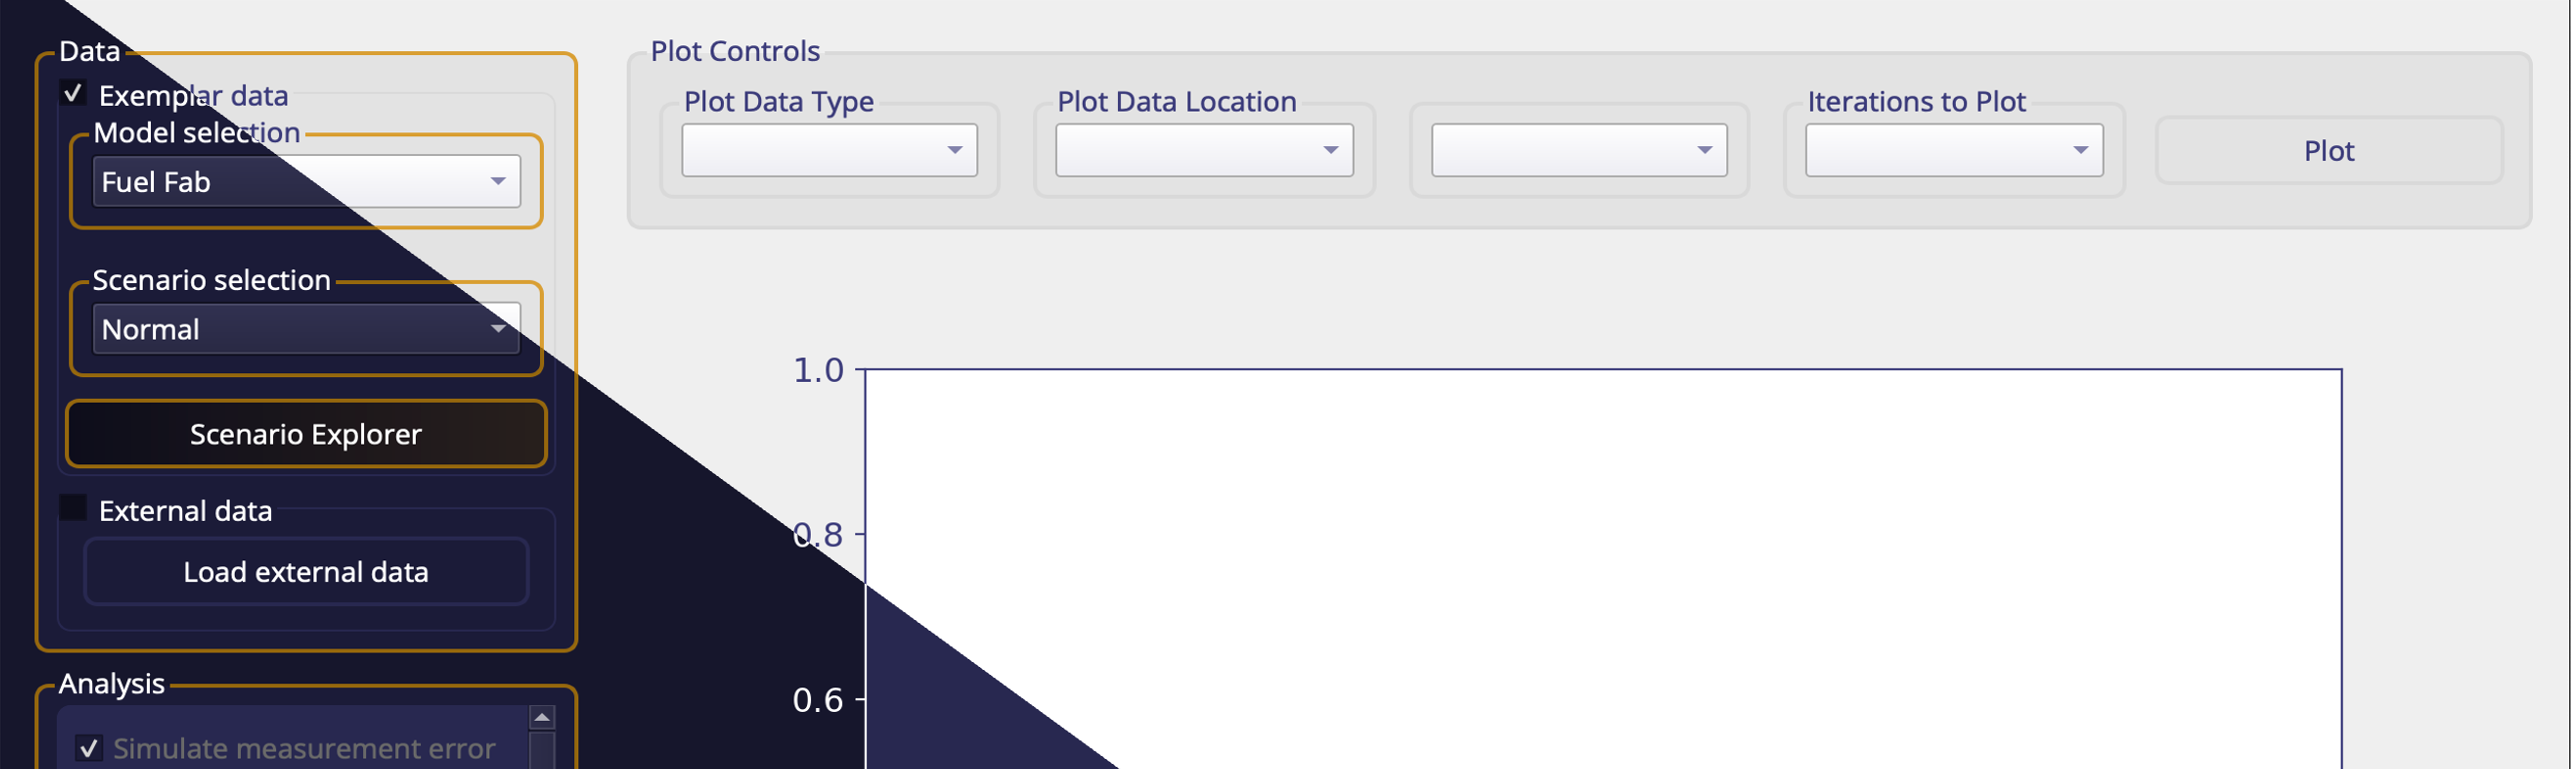 Data
Exemplar data
Model selection
Fuel Fab
Scenario selection
Normal
Scenario Explorer
External data
Load external data
Analysis
Simulate measurement error
Plot Controls
Plot Data Type
Plot Data Location
Iterations to Plot
Plot
1.0
0.8
0.6